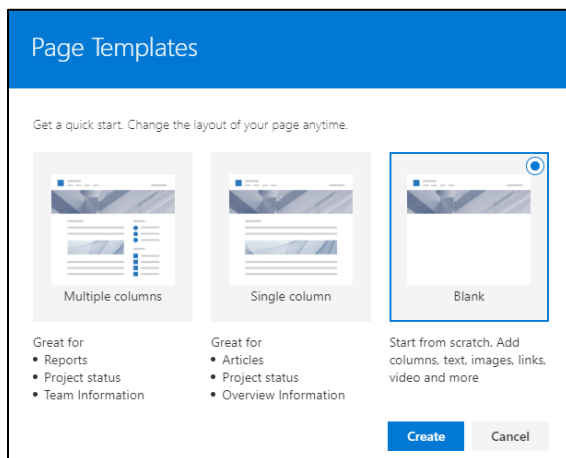 Page Templates
Get a quick start. Change the layout of your page anytime.
Multiple columns
Single column
Blank
Great for
• Reports
• Project status
• Team Information
Great for
• Articles
• Project status
• Overview Information
Start from scratch. Add
columns, text, images, links,
video and more
Create
Cancel